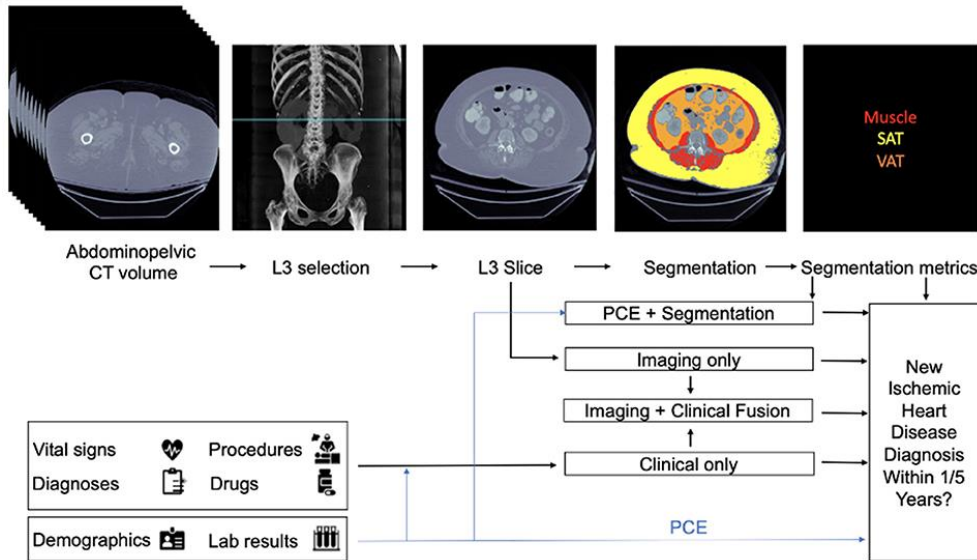 Muscle
SAT
VAT
Abdominopelvic
CT volume
L3 selection
L3 Slice
Segmentation
Segmentation metrics
PCE + Segmentation
Imaging only
Imaging + Clinical Fusion
Clinical only
New
Ischemic
Heart
Disease
Diagnosis
Within 1/5
Years?
Vital signs
Procedures
Diagnoses
Drugs
Demographics
Lab results
PCE